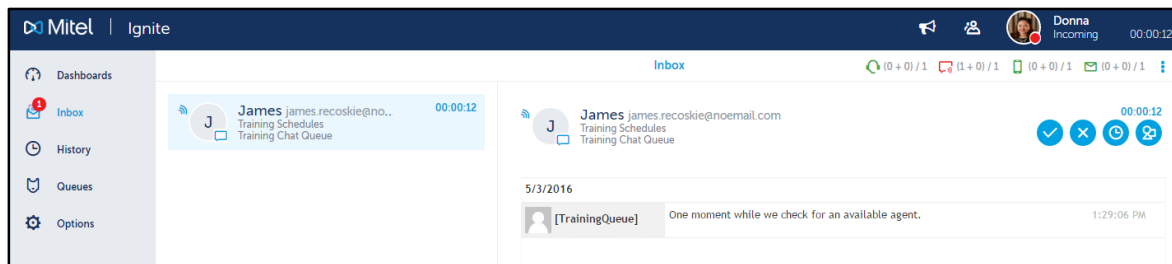 Mitel | Ignite
Donna
Incoming 00:00:12
Dashboards
1
Inbox
History
Queues
Options
Inbox
(0 + 0) / 1 (1 + 0) / 1 (0 + 0) / 1 (0 + 0) / 1
J
James james.recoskie@no...
00:00:12
Training Schedules
Training Chat Queue
J
James james.recoskie@noemail.com
00:00:12
Training Schedules
Training Chat Queue
5/3/2016
[TrainingQueue] One moment while we check for an available agent. 1:29:06 PM